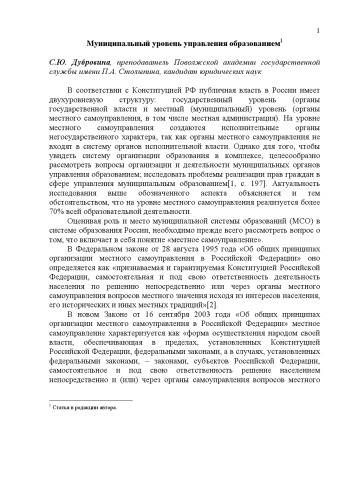 1
Муниципальный уровень управления образованием1
С.Ю. Дубровина, преподаватель Поволжской академии государственной
службы имени П.А. Столыпина, кандидат юридических наук
В соответствии с Конституцией РФ публичная власть в России имеет
двухуровневую структуру: государственный уровень (органы
государственной власти и местный (муниципальный) уровень (органы
местного самоуправления, в том числе местная администрация). На уровне
местного самоуправления создаются исполнительные органы
негосударственного характера, так как органы местного самоуправления не
входят в систему органов исполнительной власти. Однако для того, чтобы
увидеть систему организации образования в комплексе, целесообразно
рассмотреть вопросы организации и деятельности муниципальных органов
управления образованием; исследовать проблемы реализации прав граждан в
сфере управления муниципальным образованием[1, с. 197]. Актуальность
исследования выше обозначенного аспекта объясняется и тем
обстоятельством, что на уровне местного самоуправления реализуется более
70% всей образовательной деятельности.
Оценивая роль и место муниципальной системы образований (МСО) в
системе образования России, необходимо прежде всего рассмотреть вопрос о
том, что включает в себя понятие «местное самоуправление».
В Федеральном законе от 28 августа 1995 года «Об общих принципах
организации местного самоуправления в Российской Федерации» оно
определяется как «признаваемая и гарантируемая Конституцией Российской
Федерации, самостоятельная и под свою ответственность деятельность
населения по решению непосредственно или через органы местного
самоуправления вопросов местного значения исходя из интересов населения,
его исторических и иных местных традиций»[2].
В новом Законе от 16 сентября 2003 года «Об общих принципах
организации местного самоуправления в Российской Федерации» местное
самоуправление характеризуется как «форма осуществления народом своей
власти, обеспечивающая в пределах, установленных Конституцией
Российской Федерации, федеральными законами, а в случаях, установленных
федеральными законами, – законами, субъектов Российской Федерации,
самостоятельное и под свою ответственность решение населением
непосредственно и (или) через органы самоуправления вопросов местного
1 Статья в редакции автора.